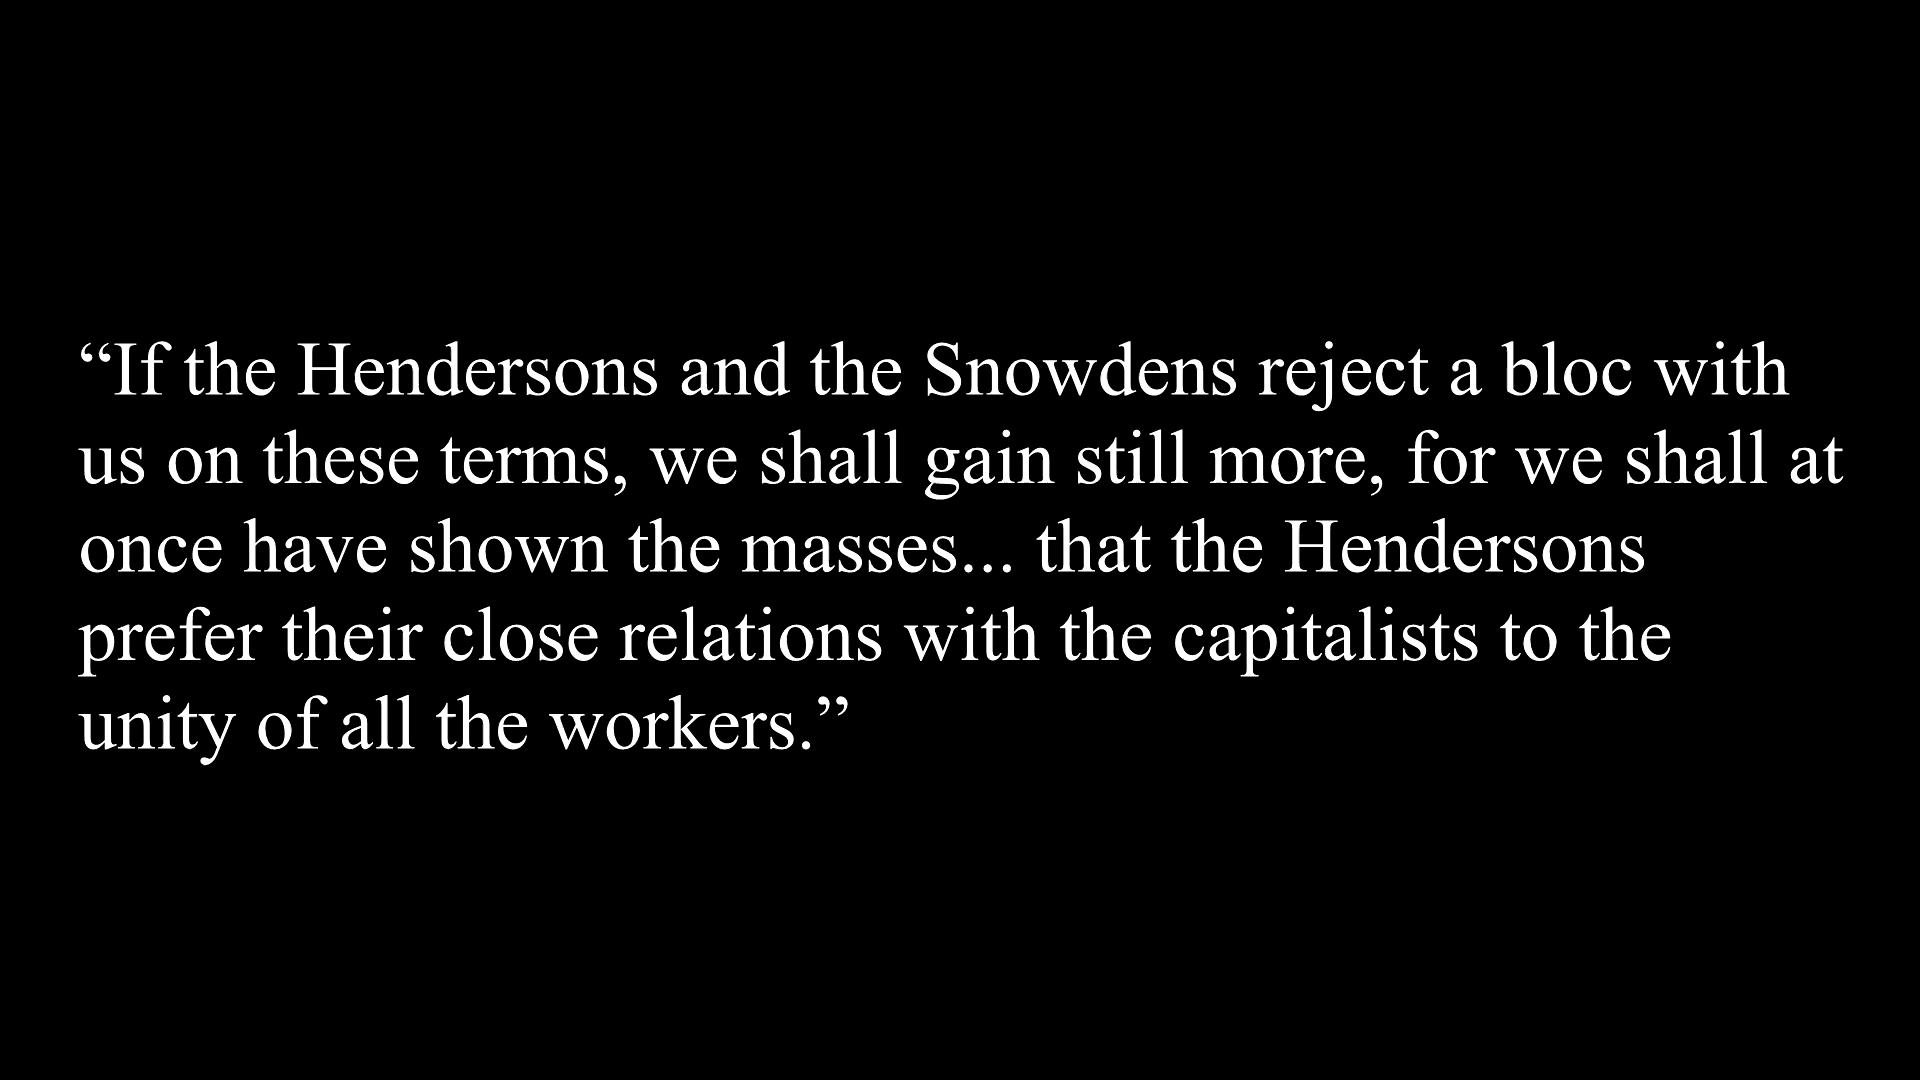 “If the Hendersons and the Snowdens reject a bloc with
us on these terms, we shall gain still more, for we shall at
once have shown the masses... that the Hendersons
prefer their close relations with the capitalists to the
unity of all the workers.”